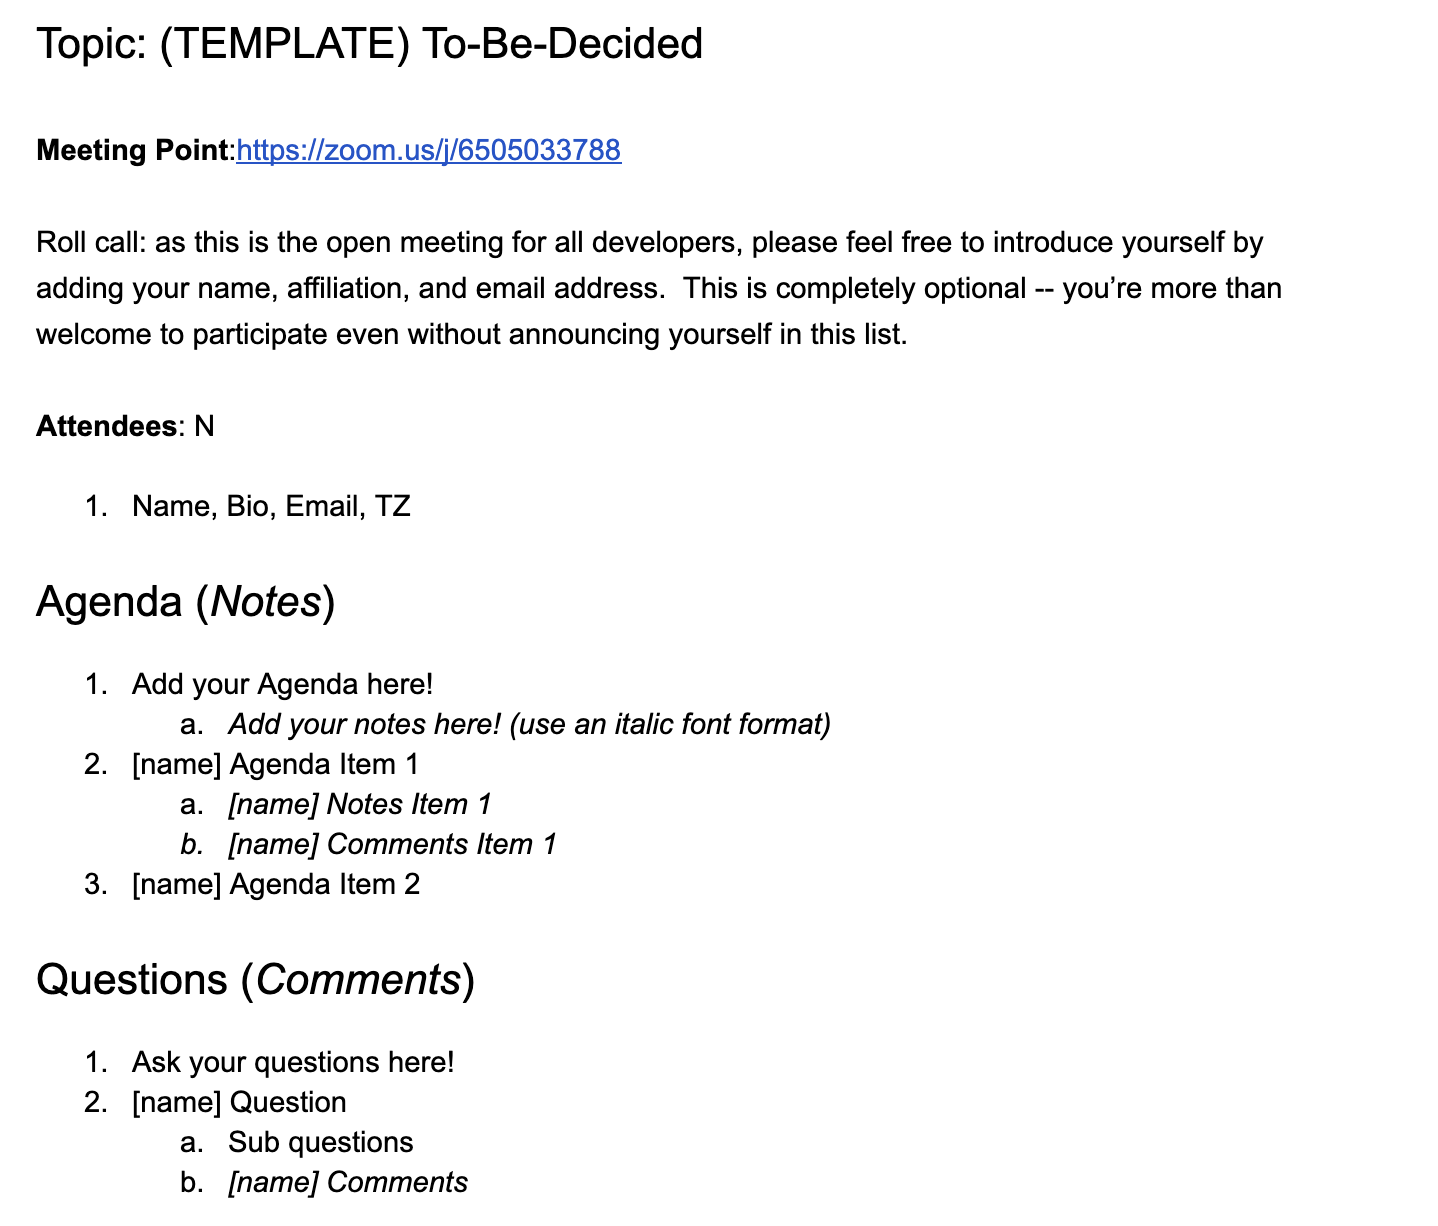 Topic: (TEMPLATE) To-Be-Decided
Meeting Point:https://zoom.us/j/6505033788
Roll call: as this is the open meeting for all developers, please feel free to introduce yourself by
adding your name, affiliation, and email address.  This is completely optional -- you’re more than
welcome to participate even without announcing yourself in this list.
Attendees: N
1. Name, Bio, Email, TZ
Agenda (Notes)
1. Add your Agenda here!
a. Add your notes here! (use an italic font format)
2. [name] Agenda Item 1
a. [name] Notes Item 1
b. [name] Comments Item 1
3. [name] Agenda Item 2
Questions (Comments)
1. Ask your questions here!
2. [name] Question
a. Sub questions
b. [name] Comments